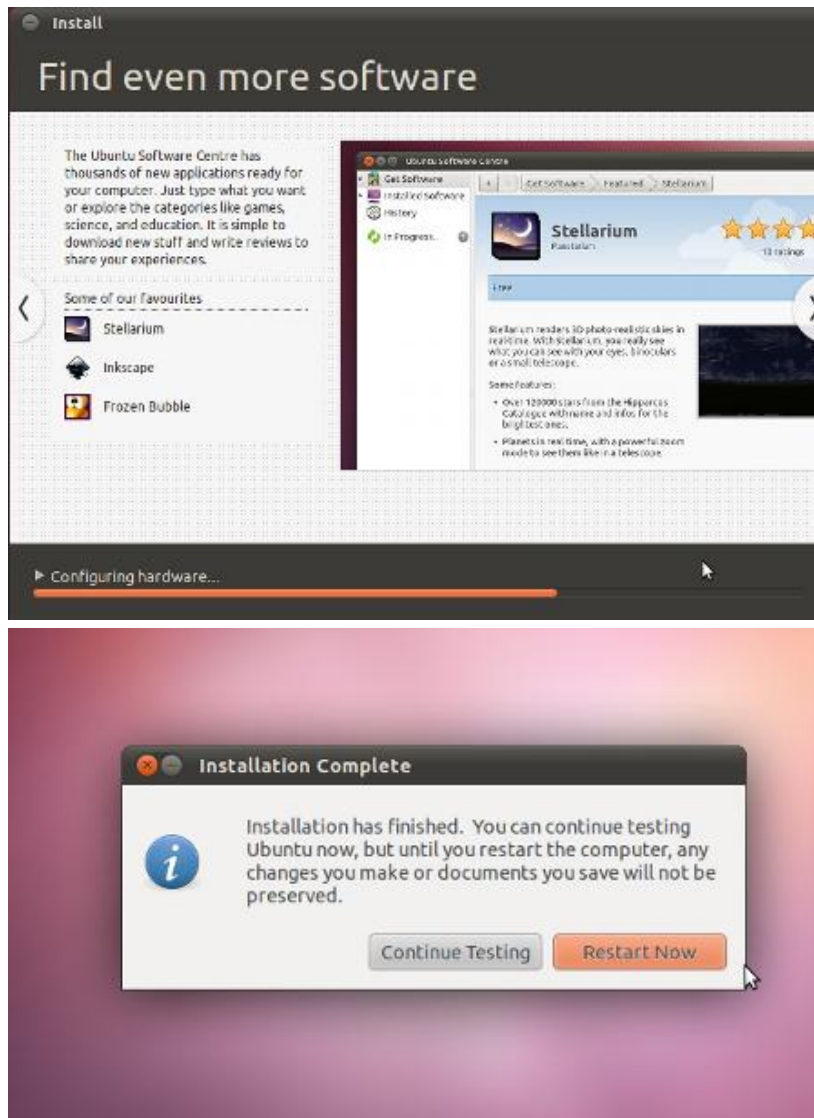 Install
Find even more software
The Ubuntu Software Centre has
thousands of new applications ready for
your computer. Just type what you want
or explore the categories like games,
science, and education. It is simple to
download new stuff and write reviews to
share your experiences.
Some of our favourites
Stellarium
Inkscape
Frozen Bubble
Ubuntu Software Centre
Get Software
Installed Software
History
In Progress...
Get Software
Featured
Stellarium
Stellarium
13 ratings
Free
Stellarium renders 3D photo-realistic skies in
real time. With Stellarium, you really see
what you can see with your eyes, binoculars
or a small telescope.
Some features:
• Over 120000 stars from the Hipparcos
Catalogue with name and infos for the
brightest ones.
• Planets in real time, with a powerful zoom
mode to see them like in a telescope.
Configuring hardware...
Installation Complete
Installation has finished. You can continue testing
Ubuntu now, but until you restart the computer, any
changes you make or documents you save will not be
preserved.
Continue Testing
Restart Now